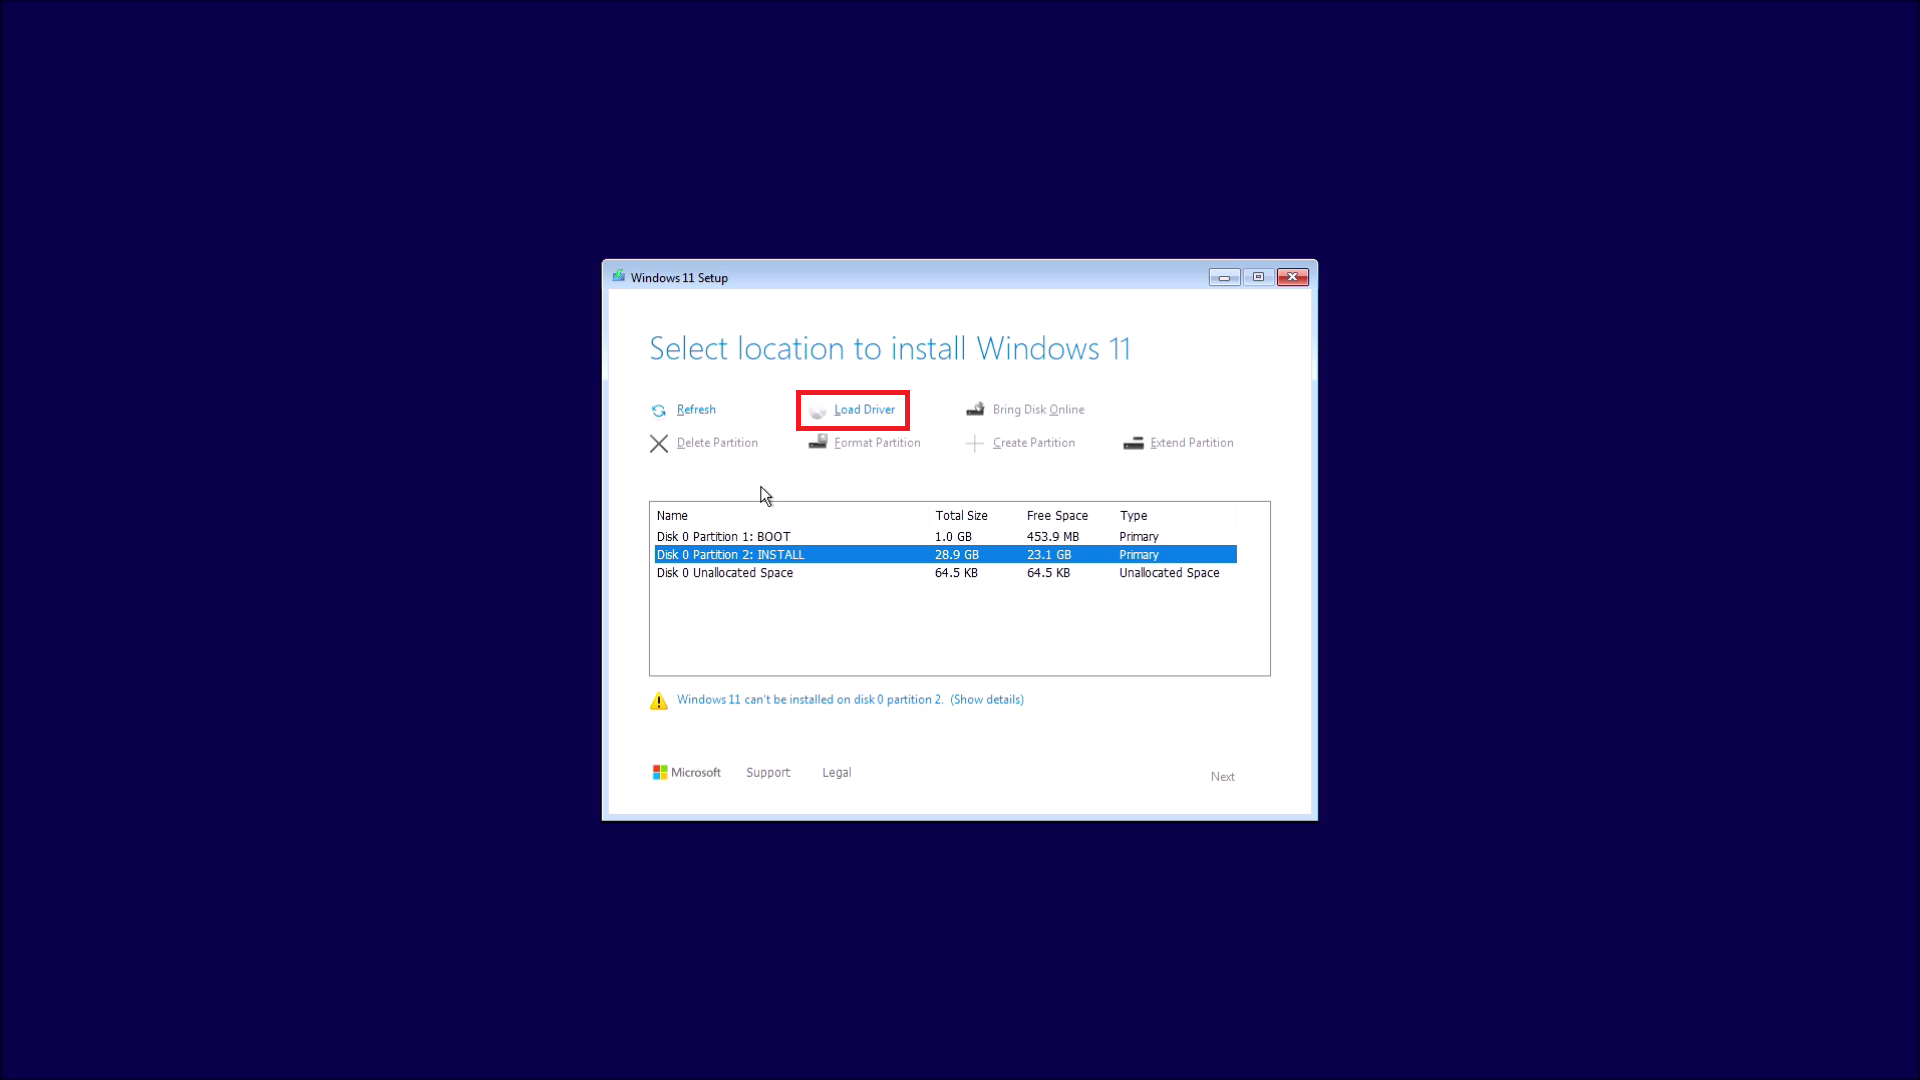 Windows 11 Setup
Select location to install Windows 11
Refresh Load Driver Bring Disk Online
Delete Partition Format Partition Create Partition Extend Partition
Name Total Size Free Space Type
Disk 0 Partition 1: BOOT 1.0 GB 453.9 MB Primary
Disk 0 Partition 2: INSTALL 28.9 GB 23.1 GB Primary
Disk 0 Unallocated Space 64.5 KB 64.5 KB Unallocated Space
Windows 11 can't be installed on disk 0 partition 2. (Show details)
Microsoft Support Legal Next